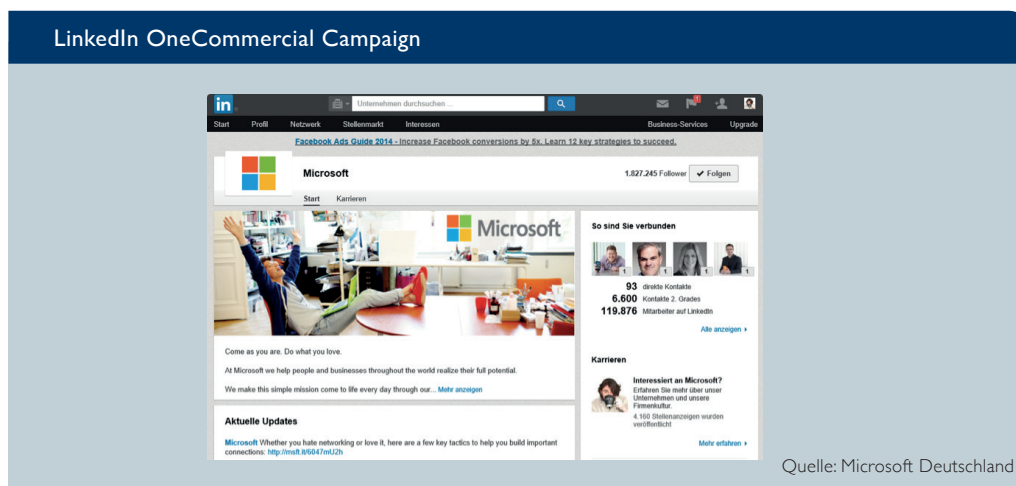 LinkedIn OneCommercial Campaign
in
Unternehmen durchsuchen ...
1
Start Profil Netzwerk Stellenmarkt Interessen Business-Services Upgrade
Facebook Ads Guide 2014 - Increase Facebook conversions by 5x. Learn 12 key strategies to succeed.
Microsoft
1.827.245 Follower ✔ Folgen
Start Karrieren
Microsoft
Come as you are. Do what you love.
At Microsoft we help people and businesses throughout the world realize their full potential.
We make this simple mission come to life every day through our... Mehr anzeigen
Aktuelle Updates
Microsoft Whether you hate networking or love it, here are a few key tactics to help you build important
connections: http://msft.it/6047mU2h
So sind Sie verbunden
1 1 1 1
93 direkte Kontakte
6.600 Kontakte 2. Grades
119.876 Mitarbeiter auf LinkedIn
Alle anzeigen ›
Karrieren
Interessiert an Microsoft?
Erfahren Sie mehr über unser
Unternehmen und unsere
Firmenkultur.
4.160 Stellenanzeigen wurden
veröffentlicht
Mehr erfahren ›
Quelle: Microsoft Deutschland